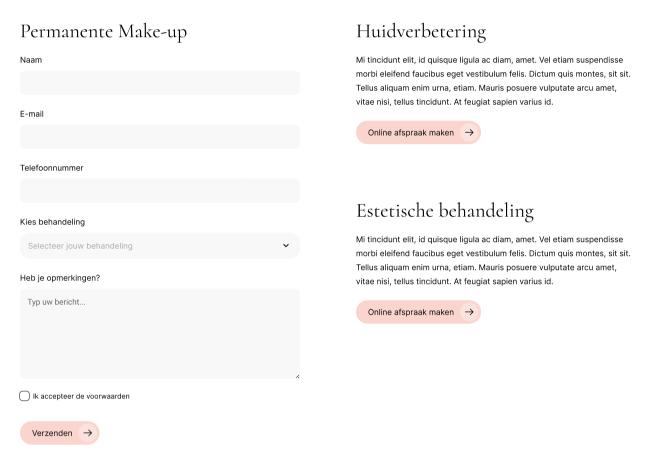 Permanente Make-up
Naam
E-mail
Telefoonnummer
Kies behandeling
Selecteer jouw behandeling
Heb je opmerkingen?
Typ uw bericht...
Ik accepteer de voorwaarden
Verzenden
Huidverbetering
Mi tincidunt elit, id quisque ligula ac diam, amet. Vel etiam suspendisse
morbi eleifend faucibus eget vestibulum felis. Dictum quis montes, sit sit.
Tellus aliquam enim urna, etiam. Mauris posuere vulputate arcu amet,
vitae nisi, tellus tincidunt. At feugiat sapien varius id.
Online afspraak maken
Estetische behandeling
Mi tincidunt elit, id quisque ligula ac diam, amet. Vel etiam suspendisse
morbi eleifend faucibus eget vestibulum felis. Dictum quis montes, sit sit.
Tellus aliquam enim urna, etiam. Mauris posuere vulputate arcu amet,
vitae nisi, tellus tincidunt. At feugiat sapien varius id.
Online afspraak maken